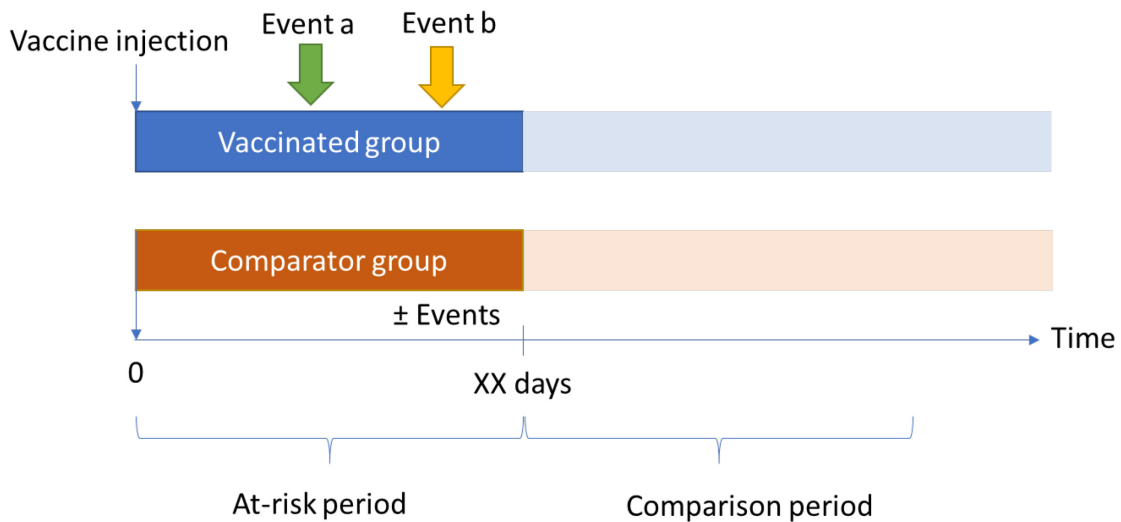 Event a
Event b
Vaccine injection
Vaccinated group
Comparator group
± Events
Time
0
XX days
At-risk period
Comparison period